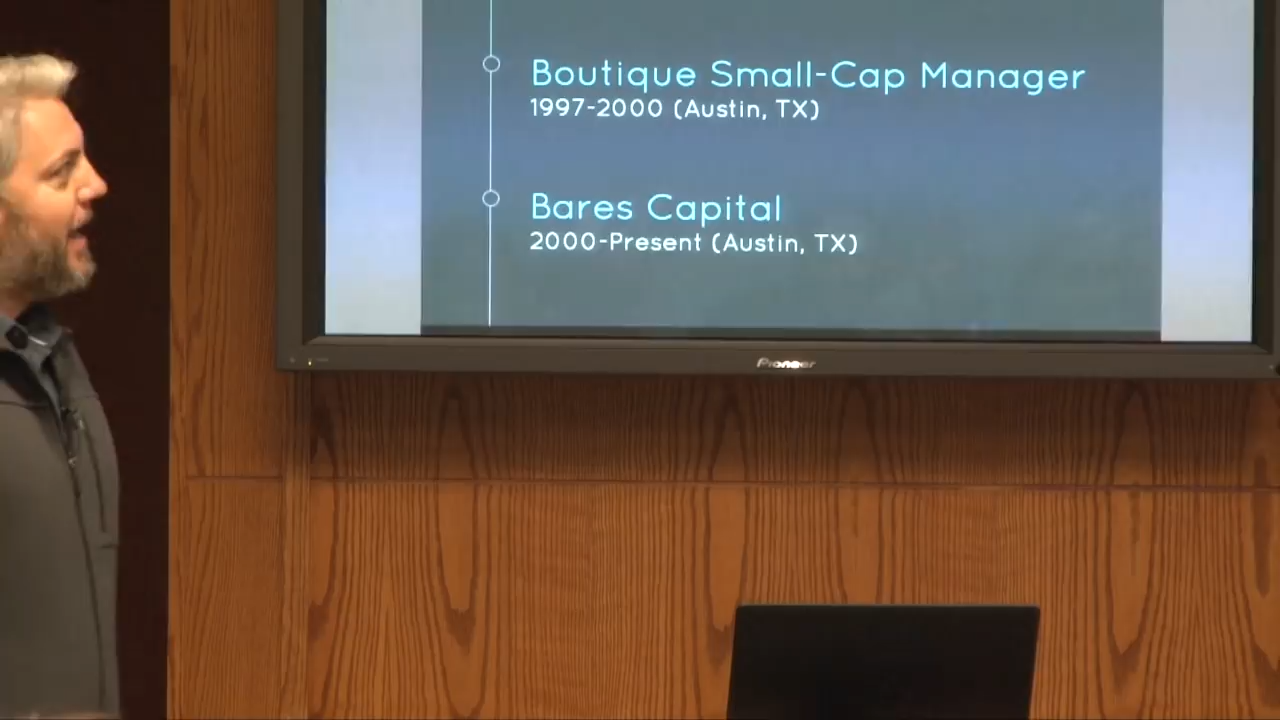 Boutique Small-Cap Manager
1997-2000 (Austin, TX)
Bares Capital
2000-Present (Austin, TX)
Pioneer